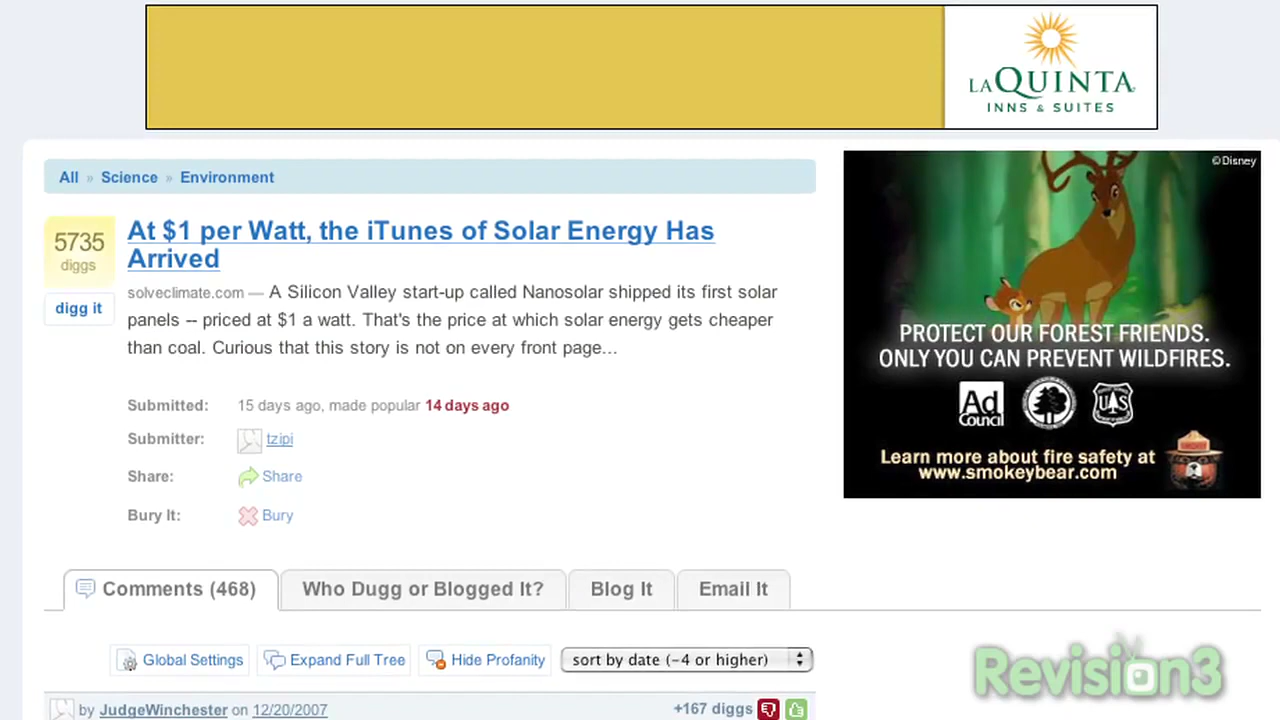 LAQUINTA
INNS & SUITES
All » Science » Environment
©Disney
5735
diggs
digg it
At $1 per Watt, the iTunes of Solar Energy Has
Arrived
solveclimate.com — A Silicon Valley start-up called Nanosolar shipped its first solar
panels -- priced at $1 a watt. That's the price at which solar energy gets cheaper
than coal. Curious that this story is not on every front page...
PROTECT OUR FOREST FRIENDS.
ONLY YOU CAN PREVENT WILDFIRES.
Ad
Council
UAS
Learn more about fire safety at
www.smokeybear.com
Submitted: 15 days ago, made popular 14 days ago
Submitter: tzipi
Share: Share
Bury It: Bury
Comments (468) Who Dugg or Blogged It? Blog It Email It
Global Settings Expand Full Tree Hide Profanity sort by date (-4 or higher)
Revision3
by JudgeWinchester on 12/20/2007 +167 diggs